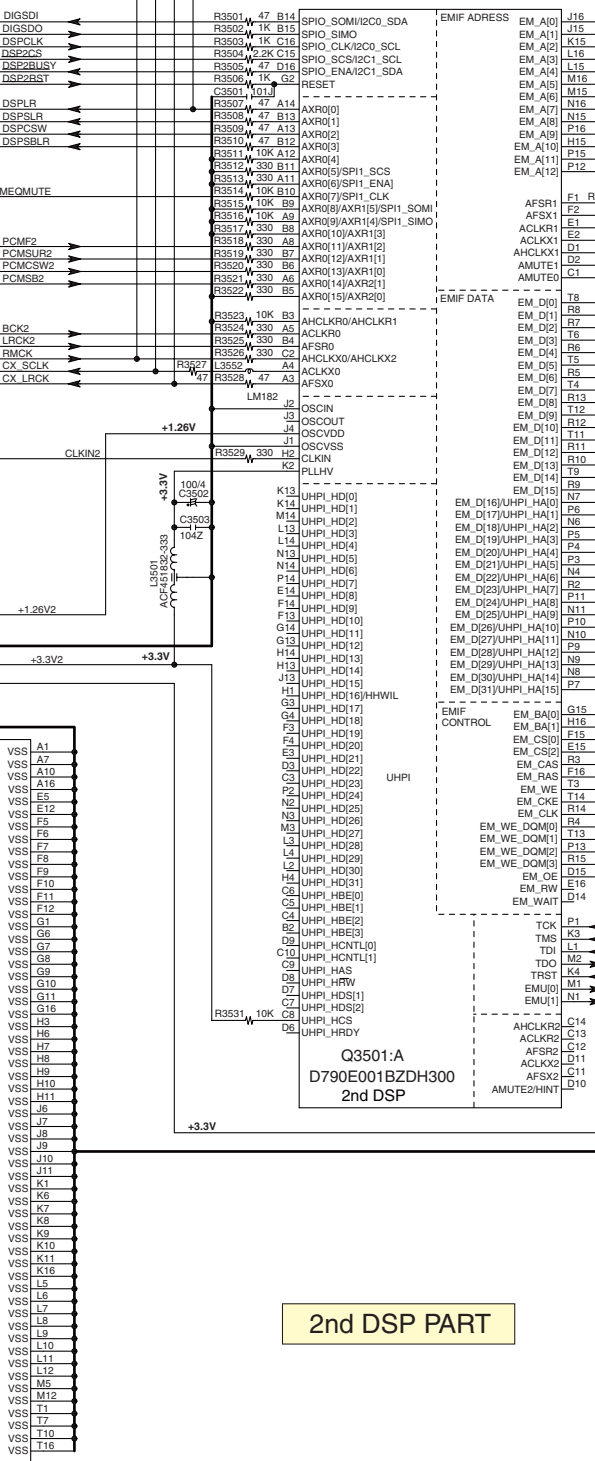 DIGSDI R3501 47 B14 SPIO_SOMI/I2C0_SDA EMIF ADRESS EM_A[0] J16
DIGSDO R3502 1K B15 SPIO_SIMO EM_A[1] J15
DSPCLK R3503 1K C16 SPIO_CLK/I2C0_SCL EM_A[2] K15
DSP2CS R3504 2.2K C15 SPIO_SCS/I2C1_SCL EM_A[3] L16
DSP2BUSY R3505 47 D16 SPIO_ENA/I2C1_SDA EM_A[4] L15
DSP2RST R3506 1K G2 RESET EM_A[5] M16
C3501 101J EM_A[6] M15
DSPLR R3507 47 A14 AXR0[0] EM_A[7] N16
DSPSLR R3508 47 B13 AXR0[1] EM_A[8] N15
DSPCSW R3509 47 A13 AXR0[2] EM_A[9] P16
DSPSBLR R3510 47 B12 AXR0[3] EM_A[10] H15
R3511 10K A12 AXR0[4] EM_A[11] P15
R3512 330 B11 AXR0[5]/SPI1_SCS EM_A[12] P12
R3513 330 A11 AXR0[6]/SPI1_ENA]
MEQMUTE R3514 10K B10 AXR0[7]/SPI1_CLK
R3515 10K B9 AXR0[8]/AXR1[5]/SPI1_SOMI AFSR1 F1 R
R3516 10K A9 AXR0[9]/AXR1[4]/SPI1_SIMO AFSX1 F2
R3517 330 B8 AXR0[10]/AXR1[3] ACLKR1 E1
PCMF2 R3518 330 A8 AXR0[11]/AXR1[2] ACLKX1 E2
PCMSUR2 R3519 330 B7 AXR0[12]/AXR1[1] AHCLKX1 D1
PCMCSW2 R3520 330 B6 AXR0[13]/AXR1[0] AMUTE1 D2
PCMSB2 R3521 330 A6 AXR0[14]/AXR2[1] AMUTE0 C1
R3522 330 B5 AXR0[15]/AXR2[0] EMIF DATA EM_D[0] T8
R3523 10K B3 AHCLKR0/AHCLKR1 EM_D[1] R8
BCK2 R3524 330 A5 ACLKR0 EM_D[2] R7
LRCK2 R3525 330 B4 AFSR0 EM_D[3] T6
RMCK R3526 330 C2 AHCLKX0/AHCLKX2 EM_D[4] R6
CX_SCLK R3527 47 L3552 A4 ACLKX0 EM_D[5] T5
CX_LRCK R3528 47 A3 AFSX0 EM_D[6] R5
LM182 EM_D[7] T4
J2 OSCIN EM_D[8] R13
J3 OSCOUT EM_D[9] T12
+1.26V J4 OSCVDD EM_D[10] R12
J1 OSCVSS EM_D[11] T11
CLKIN2 R3529 330 H2 CLKIN EM_D[12] R11
K2 PLLHV EM_D[13] R10
+3.3V EM_D[14] T9
100/4 C3502 EM_D[15] R9
K13 UHPI_HD[0] EM_D[16]/UHPI_HA[0] N7
K14 UHPI_HD[1] EM_D[17]/UHPI_HA[1] P6
M14 UHPI_HD[2] EM_D[18]/UHPI_HA[2] N6
C3503 104Z
L13 UHPI_HD[3] EM_D[19]/UHPI_HA[3] P5
L14 UHPI_HD[4] EM_D[20]/UHPI_HA[4] P4
N13 UHPI_HD[5] EM_D[21]/UHPI_HA[5] P3
N14 UHPI_HD[6] EM_D[22]/UHPI_HA[6] N4
L3501 ACF451832-333
P14 UHPI_HD[7] EM_D[23]/UHPI_HA[7] R2
E14 UHPI_HD[8] EM_D[24]/UHPI_HA[8] P11
F14 UHPI_HD[9] EM_D[25]/UHPI_HA[9] N11
+1.26V2 F13 UHPI_HD[10] EM_D[26]/UHPI_HA[10] P10
G14 UHPI_HD[11] EM_D[27]/UHPI_HA[11] N10
G13 UHPI_HD[12] EM_D[28]/UHPI_HA[12] P9
+3.3V2 +3.3V H14 UHPI_HD[13] EM_D[29]/UHPI_HA[13] N9
H13 UHPI_HD[14] EM_D[30]/UHPI_HA[14] N8
J13 UHPI_HD[15] EM_D[31]/UHPI_HA[15] P7
H1 UHPI_HD[16]/HHWIL
G3 UHPI_HD[17] EMIF CONTROL EM_BA[0] G15
G4 UHPI_HD[18] EM_BA[1] H16
F3 UHPI_HD[19] EM_CS[0] F15
F4 UHPI_HD[20] EM_CS[2] E15
E3 UHPI_HD[21] EM_CAS R3
D3 UHPI_HD[22] EM_RAS F16
C3 UHPI_HD[23] UHPI EM_WE T3
P2 UHPI_HD[24] EM_CKE T14
N2 UHPI_HD[25] EM_CLK R14
N3 UHPI_HD[26] EM_WE_DQM[0] R4
M3 UHPI_HD[27] EM_WE_DQM[1] T13
L3 UHPI_HD[28] EM_WE_DQM[2] P13
L4 UHPI_HD[29] EM_WE_DQM[3] R15
L2 UHPI_HD[30] EM_OE D15
H4 UHPI_HD[31] EM_RW E16
C6 UHPI_HBE[0] EM_WAIT D14
C5 UHPI_HBE[1]
C4 UHPI_HBE[2] TCK P1
B2 UHPI_HBE[3] TMS K3
D9 UHPI_HCNTL[0] TDI L1
C10 UHPI_HCNTL[1] TDO M2
C9 UHPI_HAS TRST K4
D8 UHPI_HRW EMU[0] M1
D7 UHPI_HDS[1] EMU[1] N1
C7 UHPI_HDS[2]
R3531 10K C8 UHPI_HCS AHCLKR2 C14
D6 UHPI_HRDY ACLKR2 C13
AFSR2 C12
ACLKX2 D11
AFSX2 C11
AMUTE2/HINT D10
Q3501:A
D790E001BZDH300
2nd DSP
+3.3V
VSS A1
VSS A7
VSS A10
VSS A16
VSS E5
VSS E12
VSS F5
VSS F6
VSS F7
VSS F8
VSS F9
VSS F10
VSS F11
VSS F12
VSS G1
VSS G6
VSS G7
VSS G8
VSS G9
VSS G10
VSS G11
VSS G16
VSS H3
VSS H6
VSS H7
VSS H8
VSS H9
VSS H10
VSS H11
VSS J6
VSS J7
VSS J8
VSS J9
VSS J10
VSS J11
VSS K1
VSS K6
VSS K7
VSS K8
VSS K9
VSS K10
VSS K11
VSS K16
VSS L5
VSS L6
VSS L7
VSS L8
VSS L9
VSS L10
VSS L11
VSS L12
VSS M5
VSS M12
VSS T1
VSS T7
VSS T10
VSS T16
2nd DSP PART